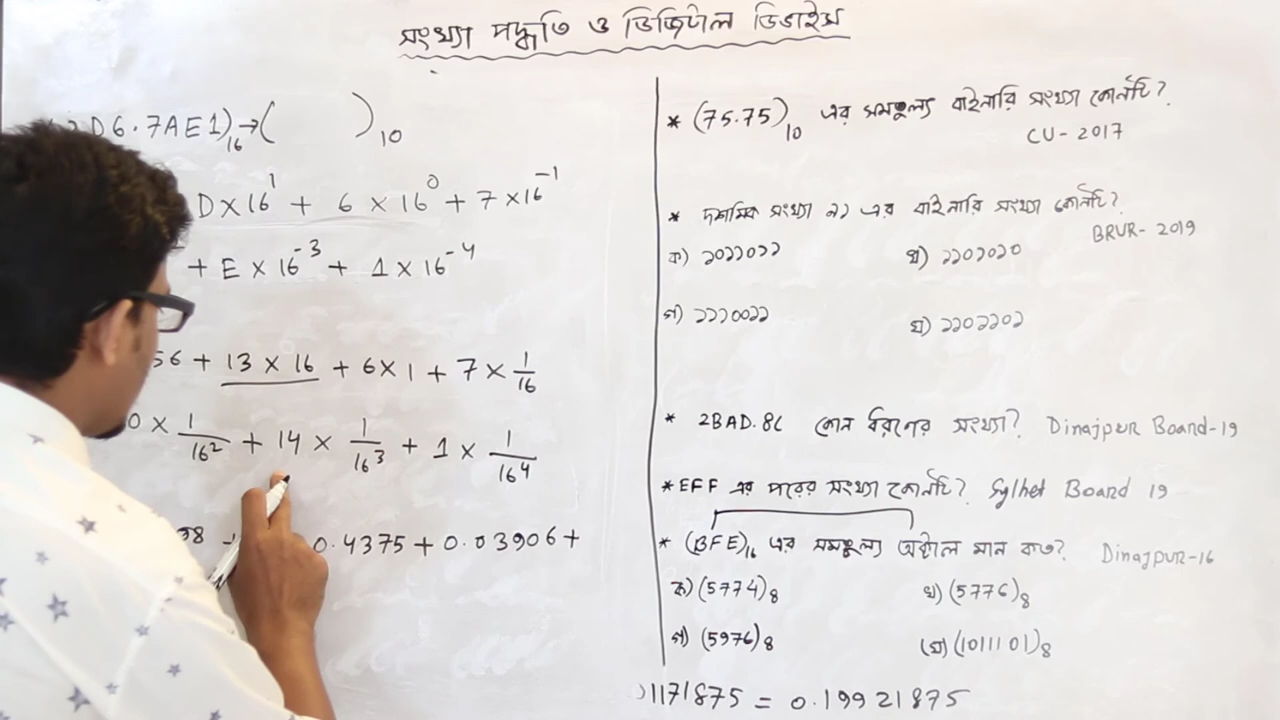 সংখ্যা পদ্ধতি ও ডিজিটাল ডিভাইস
D6.7AE1)₁₆→(      )₁₀
D×16¹ + 6×16⁰ + 7×16⁻¹
+ E×16⁻³ + 1×16⁻⁴
56 + 13×16 + 6×1 + 7×1/16
0×1/16² + 14×1/16³ + 1×1/16⁴
0.4375+0.03906+
* (75.75)₁₀ এর সমতুল্য বাইনারি সংখ্যা কোনটি?
CU-2017
* দশমিক সংখ্যা ৯১ এর বাইনারি সংখ্যা কোনটি?
BRUR-2019
ক) ১০১১০১১ খ) ১১০১০১০
গ) ১১১০০১১ ঘ) ১১০১১০১
* 2BAD.8C কোন ধরণের সংখ্যা? Dinajpur Board-19
* EFF এর পরের সংখ্যা কোনটি? Sylhet Board 19
* (BFE)₁₆ এর সমতুল্য অক্টাল মান কত? Dinajpur-16
ক) (5774)₈ খ) (5776)₈
গ) (5976)₈ (ঘ) (1011101)₈
1171875 = 0.19921875